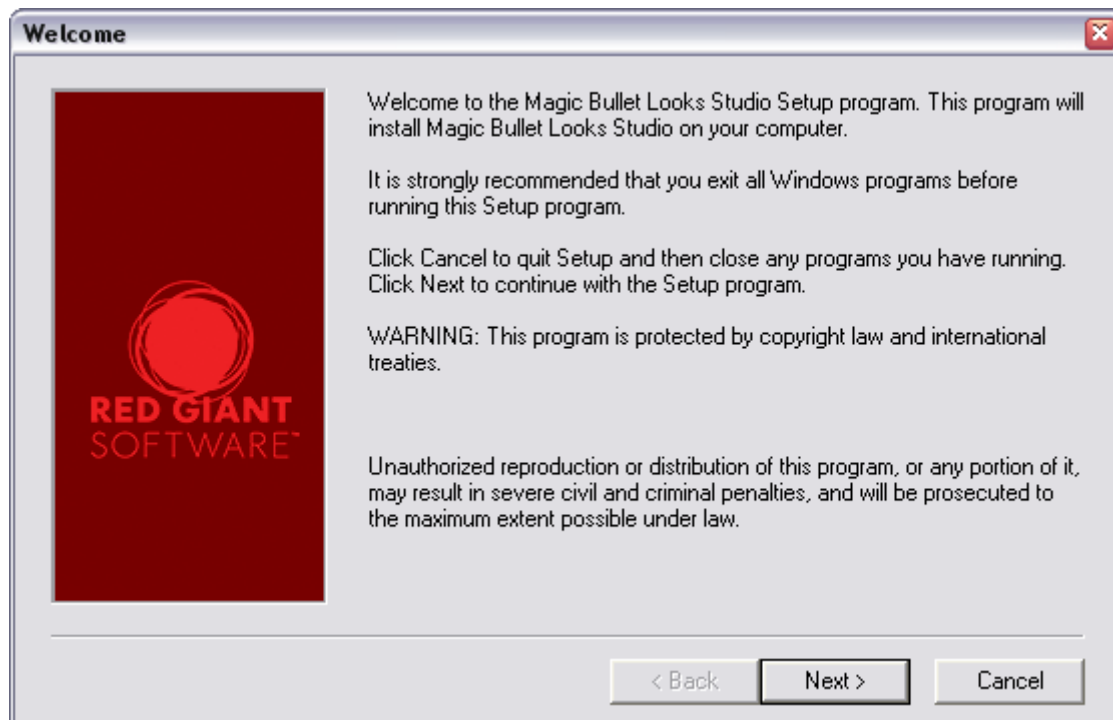 Welcome
Welcome to the Magic Bullet Looks Studio Setup program. This program will
install Magic Bullet Looks Studio on your computer.
It is strongly recommended that you exit all Windows programs before
running this Setup program.
Click Cancel to quit Setup and then close any programs you have running.
Click Next to continue with the Setup program.
WARNING: This program is protected by copyright law and international
treaties.
RED GIANT
SOFTWARE™
Unauthorized reproduction or distribution of this program, or any portion of it,
may result in severe civil and criminal penalties, and will be prosecuted to
the maximum extent possible under law.
< Back
Next >
Cancel